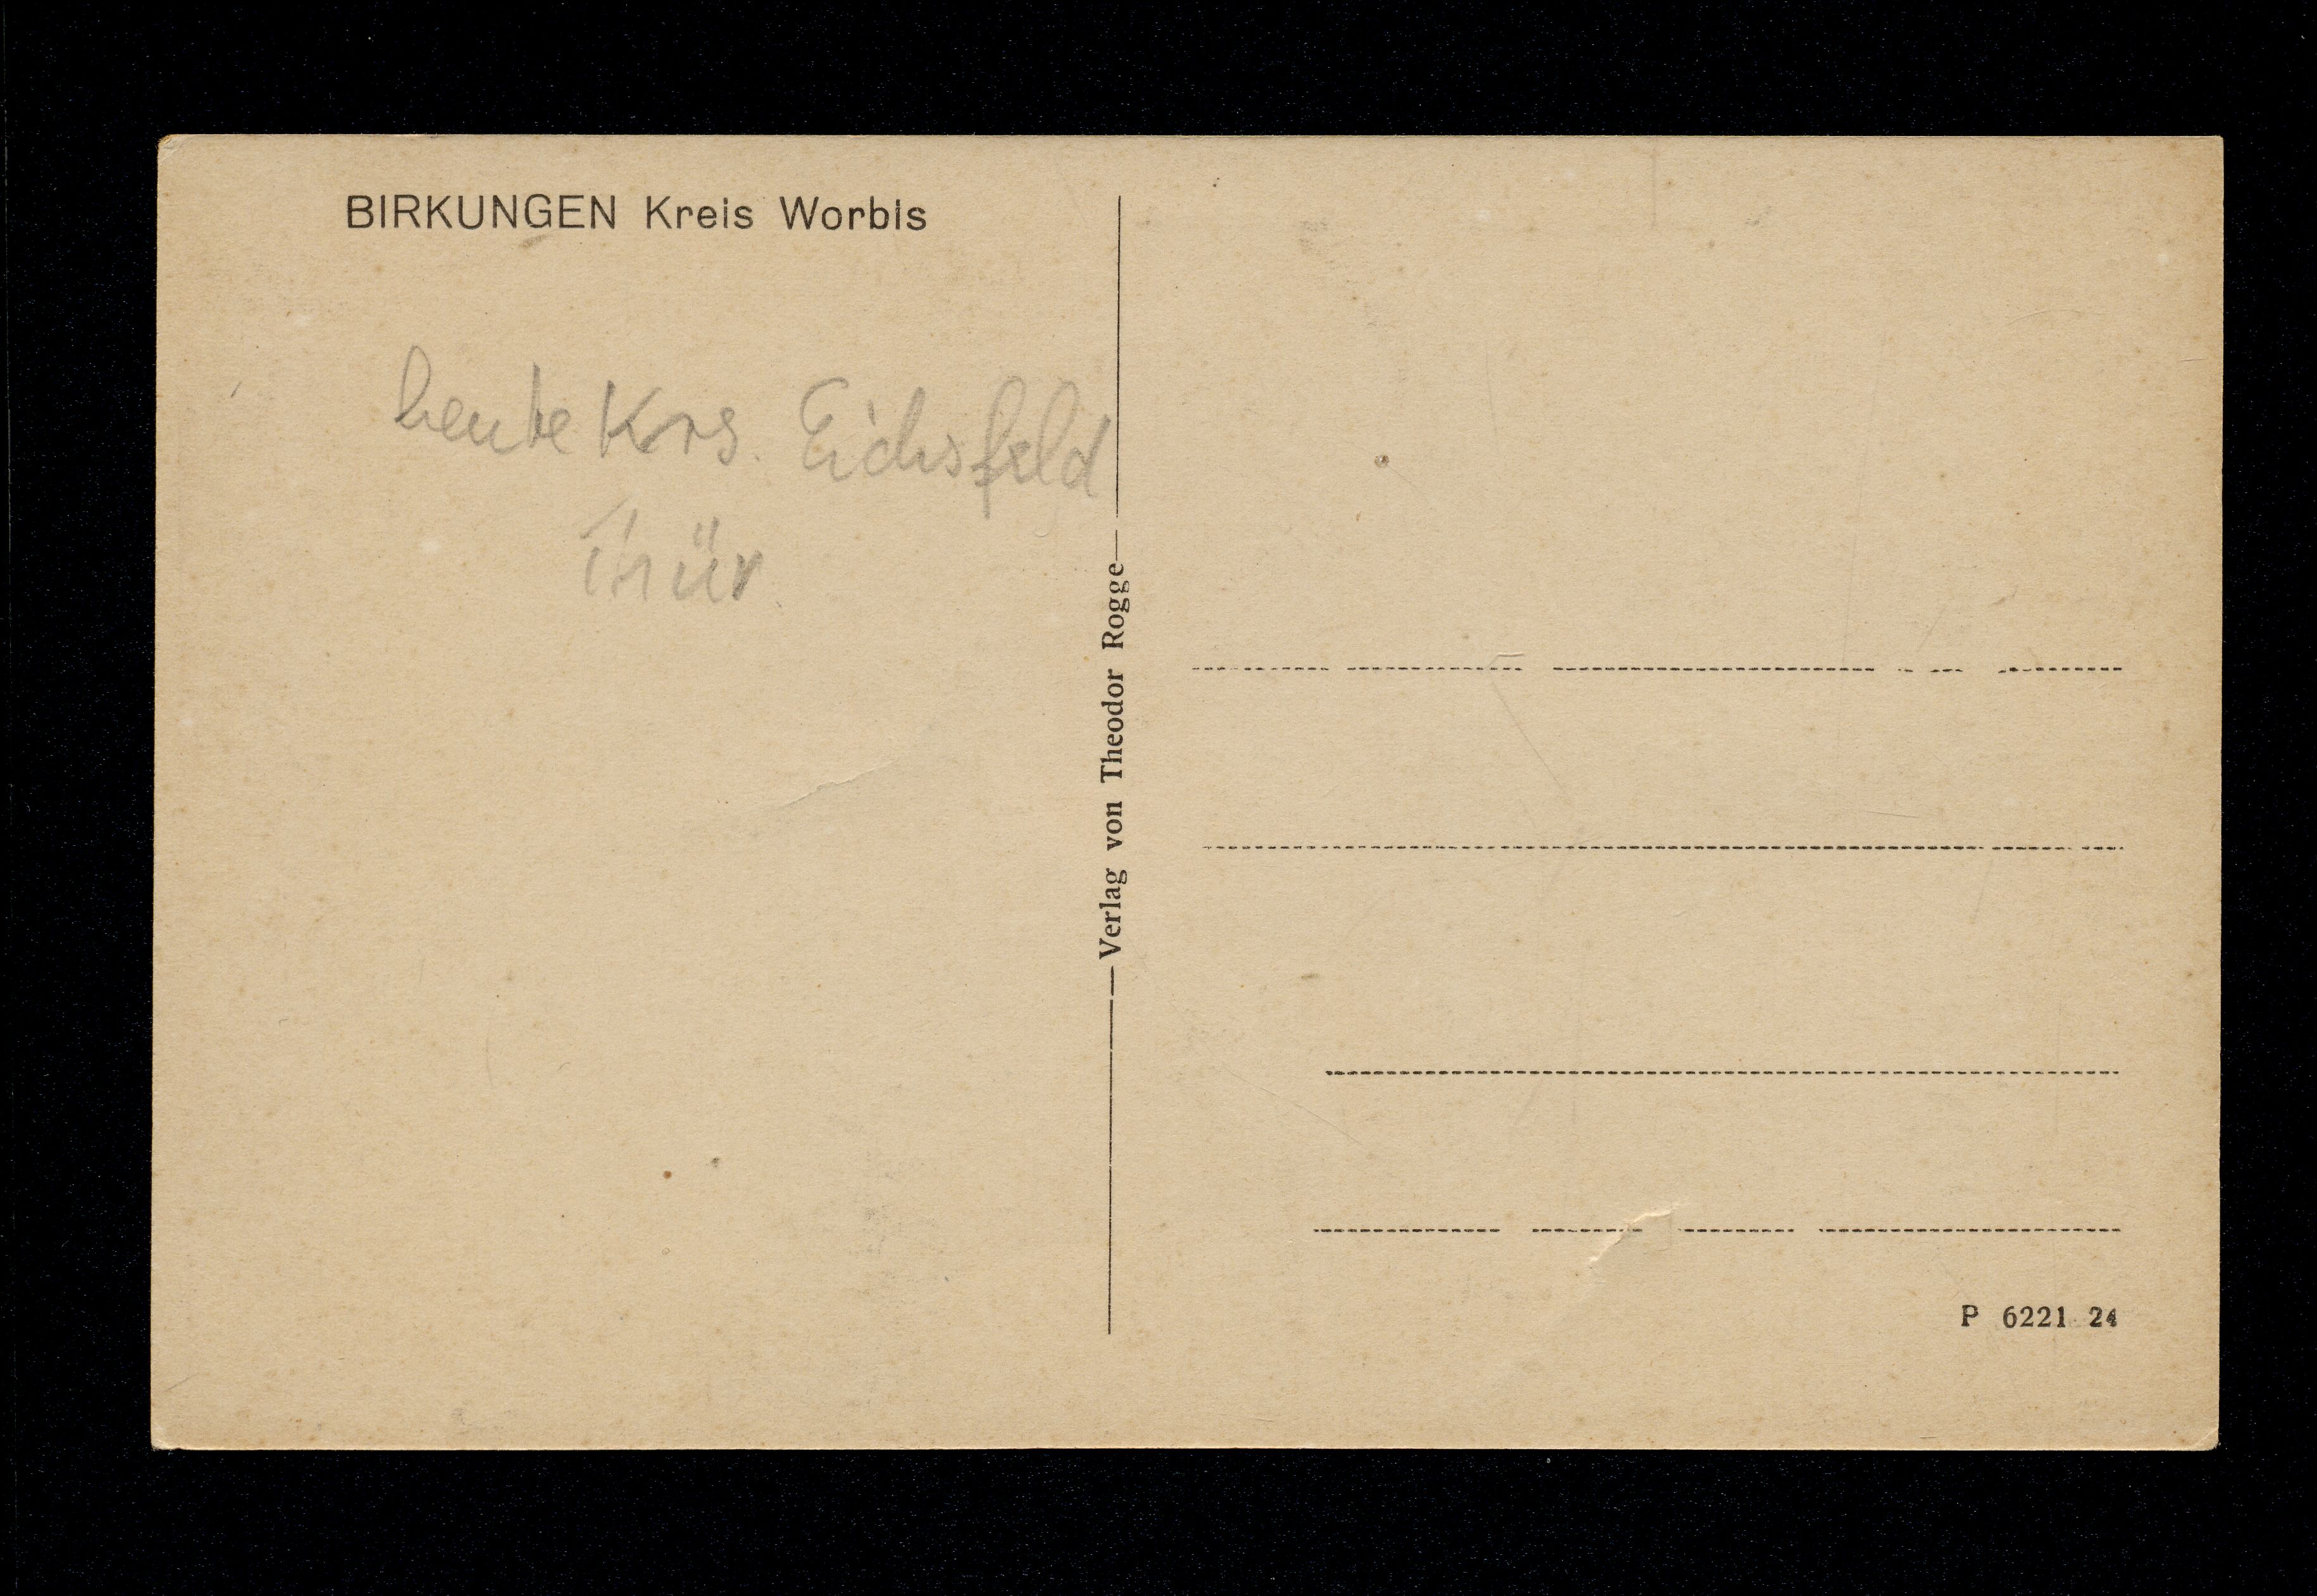 BIRKUNGEN Kreis Worbis
heute Krs. Eichsfeld
Thür.
Verlag von Theodor Rogge
P 6221 24